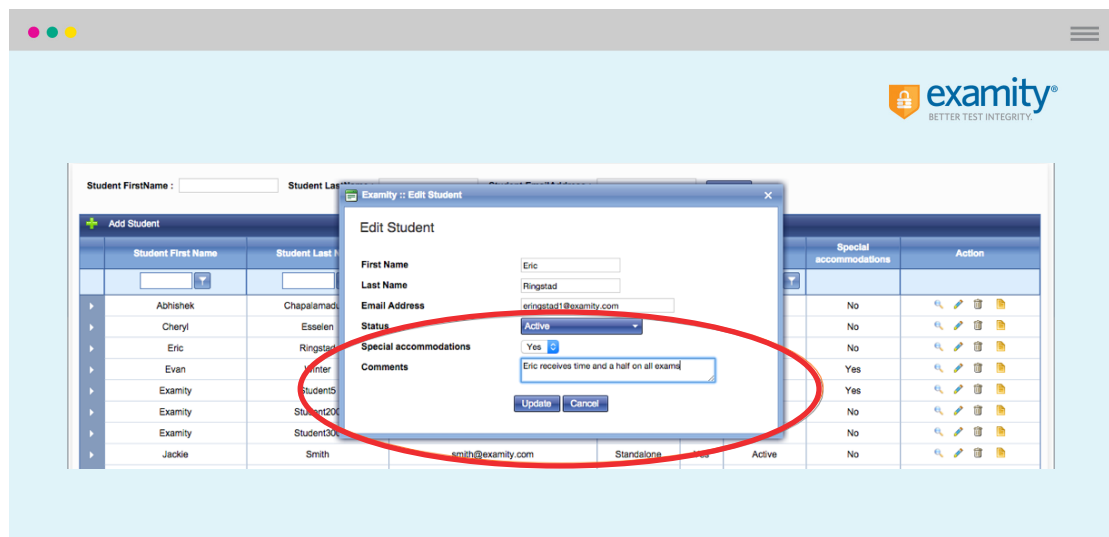 examity®
BETTER TEST INTEGRITY.
Student FirstName :
Student
Examity :: Edit Student
Add Student
Edit Student
Student First Name
Student Last
Special accommodations
Action
First Name Eric
Last Name Ringstad
Email Address eringstad1@examity.com
Status Active
Special accommodations Yes
Comments Eric receives time and a half on all exams
Update Cancel
Abhishek No
Cheryl Esselen No
Eric Ringstad No
Evan Winter Yes
Examity Student5 Yes
Examity No
Examity No
Jackie Smith smith@examity.com Standalone Yes Active No